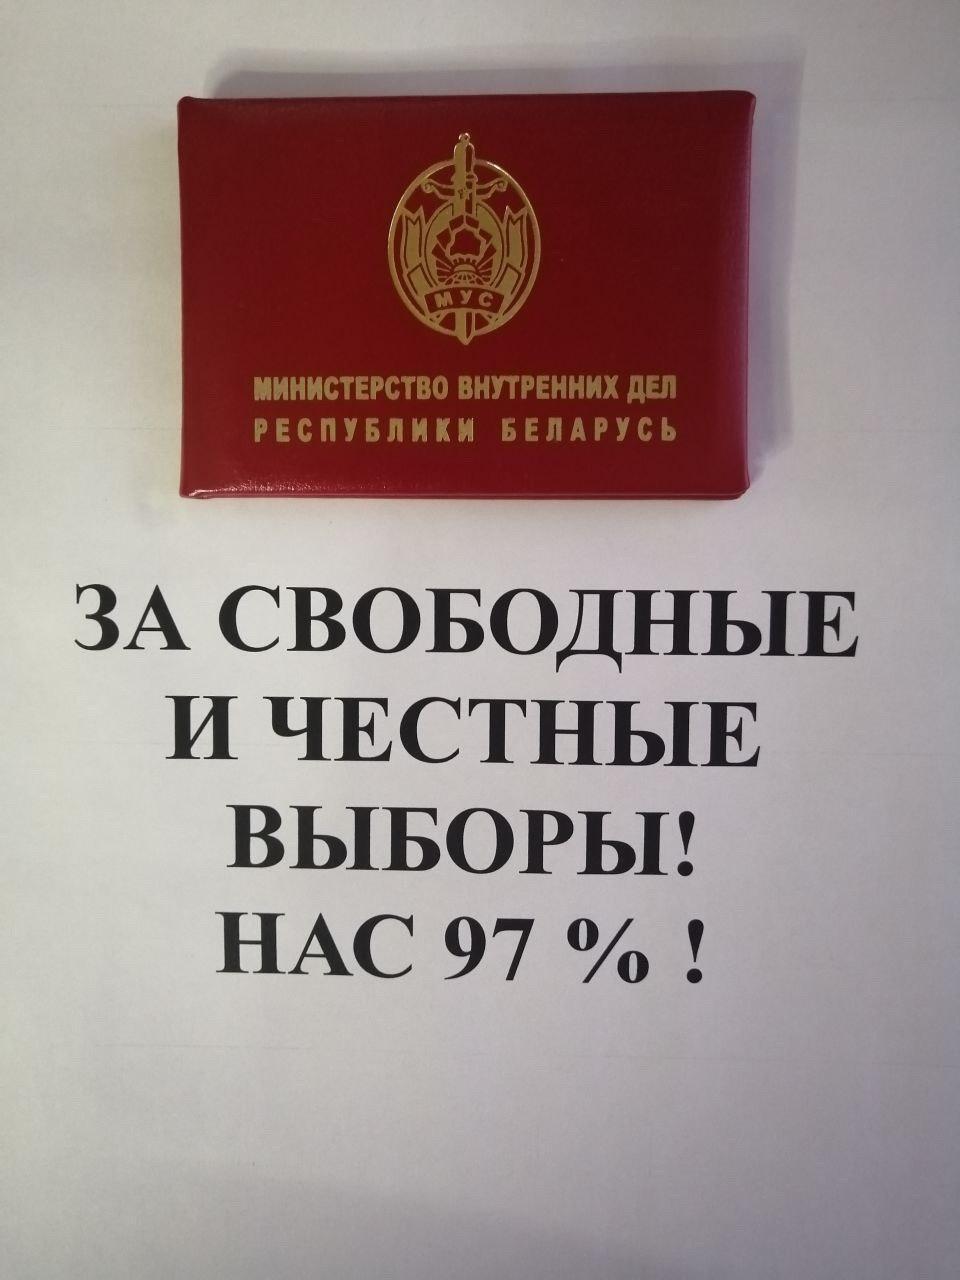 МУС
МИНИСТЕРСТВО ВНУТРЕННИХ ДЕЛ
РЕСПУБЛИКИ БЕЛАРУСЬ
ЗА СВОБОДНЫЕ
И ЧЕСТНЫЕ
ВЫБОРЫ!
НАС 97 % !